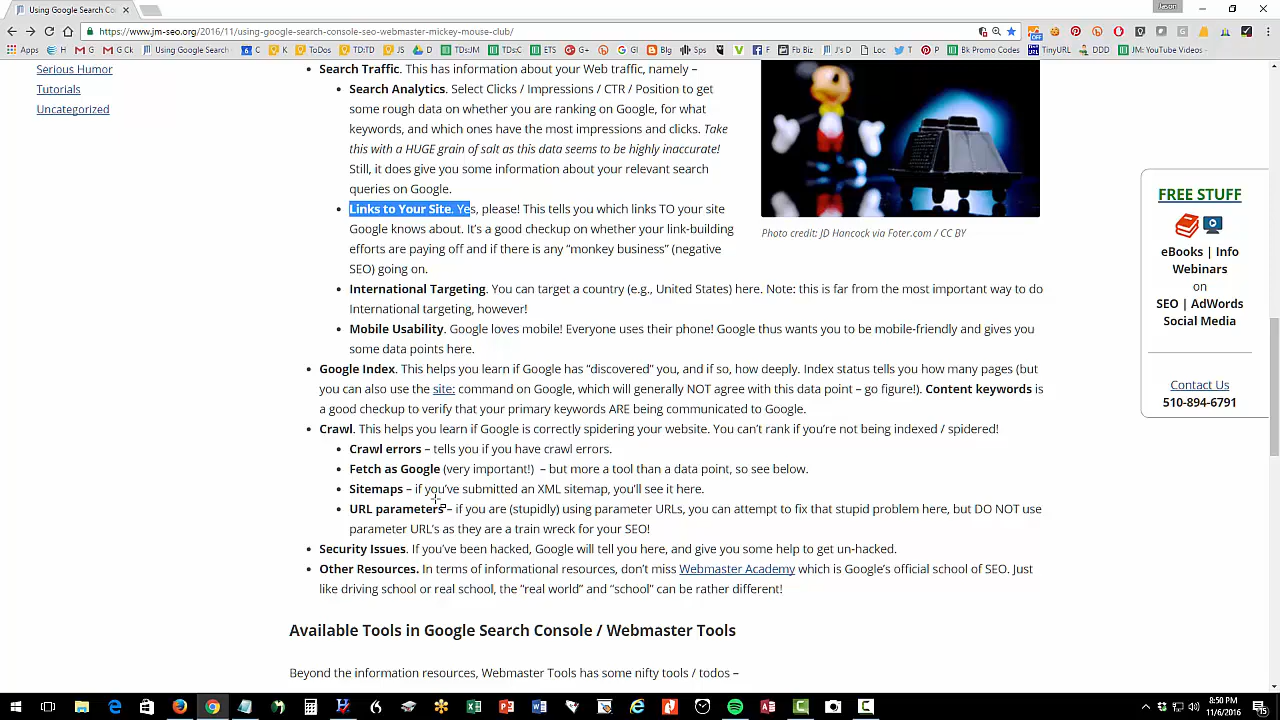 Using Google Search Co
Jason
https://www.jm-seo.org/2016/11/using-google-search-console-seo-webmaster-mickey-mouse-club/
Apps
H
G
G Ck
Using Google Search
C
K
ToDsC
ToD:TD
TDsJM
TDsC
ETS
G+
GI
Blg
Sps
V
F
Fb Biz
J's D
Loc
T
P
Bk Promo Codes
TinyURL
DDD
JM: YouTube Videos
Serious Humor
Tutorials
Uncategorized
• Search Traffic. This has information about your Web traffic, namely –
• Search Analytics. Select Clicks / Impressions / CTR / Position to get
some rough data on whether you are ranking on Google, for what
keywords, and which ones have the most impressions and clicks. Take
this with a HUGE grain of salt as this data seems to be highly inaccurate!
Still, it does give you some information about your relevant search
queries on Google.
• Links to Your Site. Yes, please! This tells you which links TO your site
Google knows about. It's a good checkup on whether your link-building
efforts are paying off and if there is any “monkey business” (negative
SEO) going on.
Photo credit: JD Hancock via Foter.com / CC BY
• International Targeting. You can target a country (e.g., United States) here. Note: this is far from the most important way to do
International targeting, however!
• Mobile Usability. Google loves mobile! Everyone uses their phone! Google thus wants you to be mobile-friendly and gives you
some data points here.
• Google Index. This helps you learn if Google has “discovered” you, and if so, how deeply. Index status tells you how many pages (but
you can also use the site: command on Google, which will generally NOT agree with this data point – go figure!). Content keywords is
a good checkup to verify that your primary keywords ARE being communicated to Google.
• Crawl. This helps you learn if Google is correctly spidering your website. You can't rank if you're not being indexed / spidered!
• Crawl errors – tells you if you have crawl errors.
• Fetch as Google (very important!) – but more a tool than a data point, so see below.
• Sitemaps – if you've submitted an XML sitemap, you'll see it here.
• URL parameters – if you are (stupidly) using parameter URLs, you can attempt to fix that stupid problem here, but DO NOT use
parameter URL's as they are a train wreck for your SEO!
• Security Issues. If you've been hacked, Google will tell you here, and give you some help to get un-hacked.
• Other Resources. In terms of informational resources, don't miss Webmaster Academy which is Google's official school of SEO. Just
like driving school or real school, the “real world” and “school” can be rather different!
Available Tools in Google Search Console / Webmaster Tools
Beyond the information resources, Webmaster Tools has some nifty tools / todos –
FREE STUFF
eBooks | Info
Webinars
on
SEO | AdWords
Social Media
Contact Us
510-894-6791
8:50 PM
11/6/2016